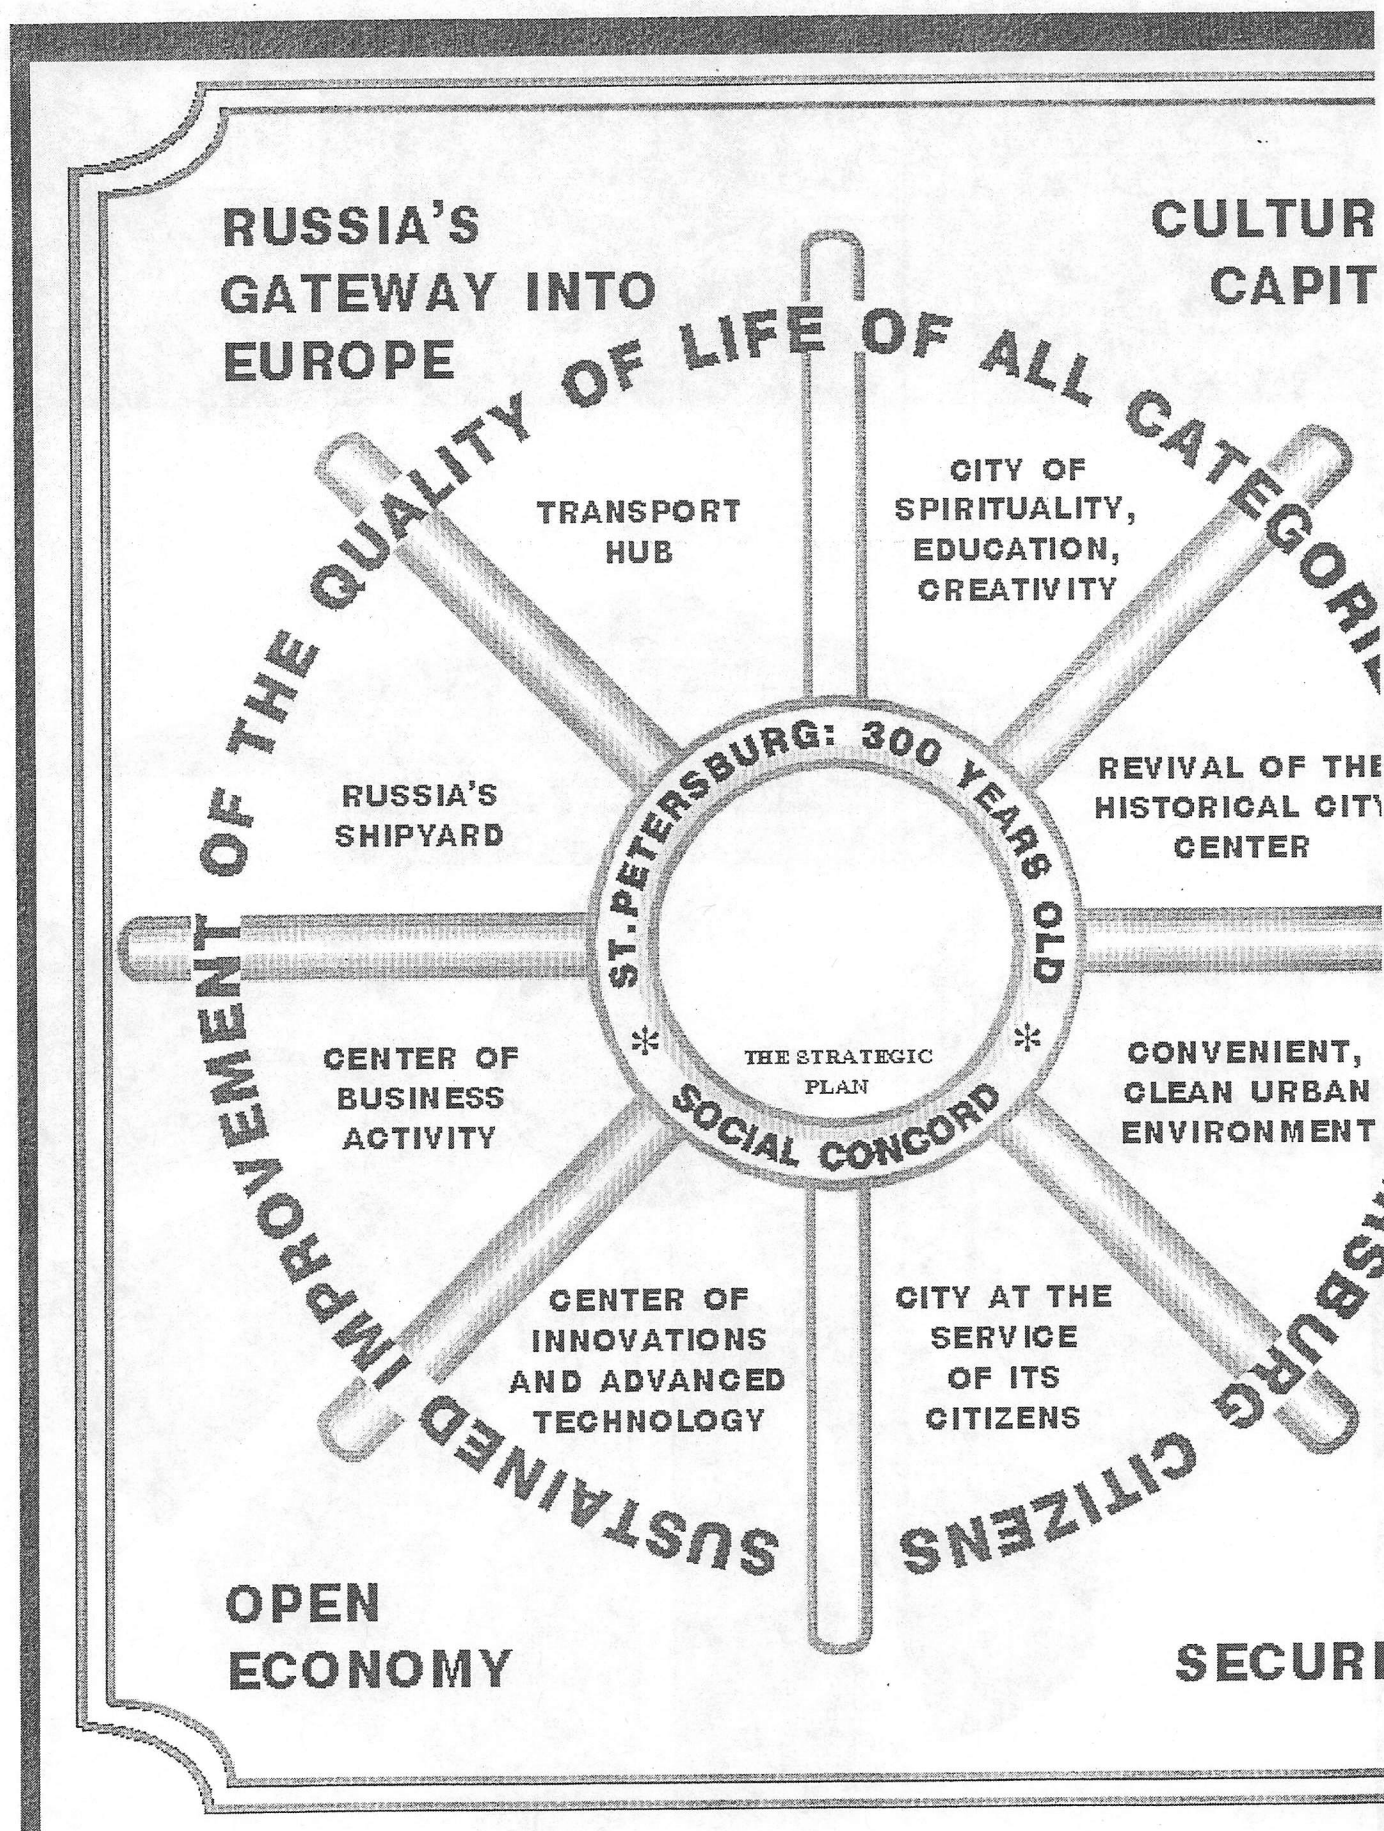 RUSSIA'S
GATEWAY INTO
EUROPE
CULTUR
CAPIT
SUSTAINED IMPROVEMENT OF THE QUALITY OF LIFE OF ALL CATEGORIE
SBURG CITIZENS
TRANSPORT
HUB
CITY OF
SPIRITUALITY,
EDUCATION,
CREATIVITY
RUSSIA'S
SHIPYARD
REVIVAL OF THE
HISTORICAL CITY
CENTER
ST.PETERSBURG: 300 YEARS OLD
* SOCIAL CONCORD *
THE STRATEGIC
PLAN
CENTER OF
BUSINESS
ACTIVITY
CONVENIENT,
CLEAN URBAN
ENVIRONMENT
CENTER OF
INNOVATIONS
AND ADVANCED
TECHNOLOGY
CITY AT THE
SERVICE
OF ITS
CITIZENS
OPEN
ECONOMY
SECURI